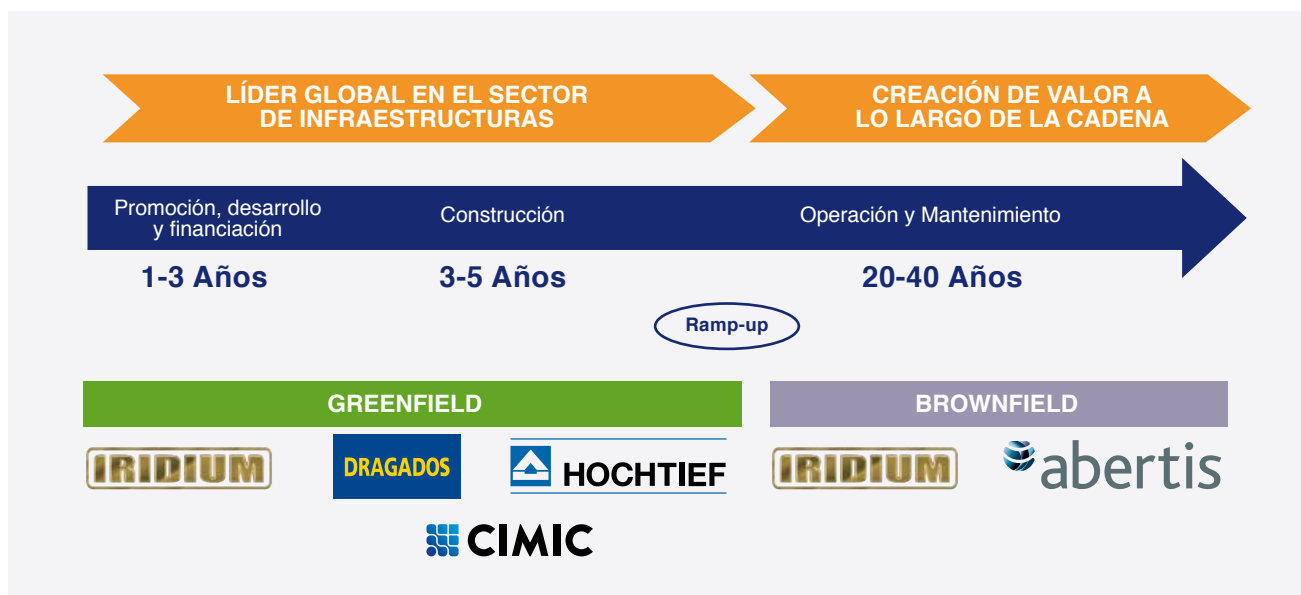 LÍDER GLOBAL EN EL SECTOR
DE INFRAESTRUCTURAS
CREACIÓN DE VALOR A
LO LARGO DE LA CADENA
Promoción, desarrollo
y financiación
Construcción
Operación y Mantenimiento
1-3 Años
3-5 Años
20-40 Años
Ramp-up
GREENFIELD
BROWNFIELD
IRIDIUM
DRAGADOS
HOCHTIEF
IRIDIUM
abertis
CIMIC